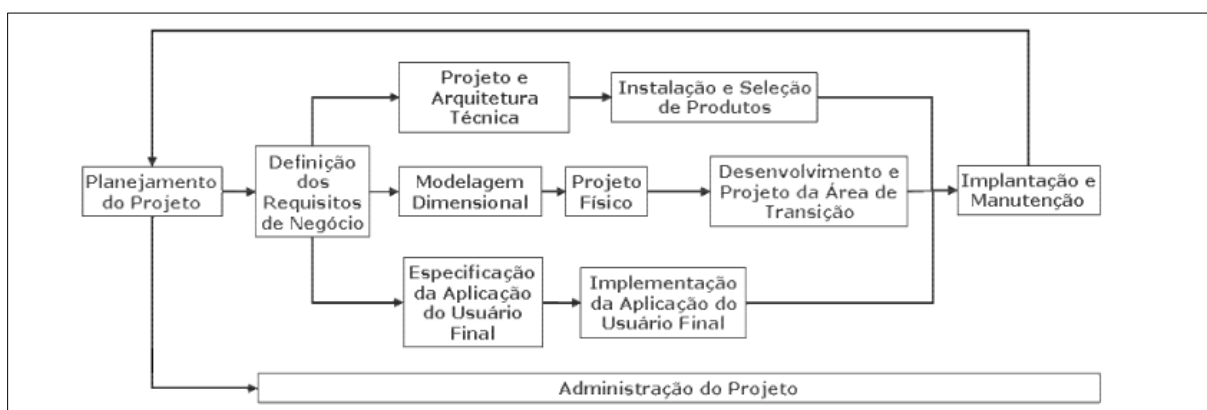 Projeto e
Arquitetura
Técnica
Instalação e Seleção
de Produtos
Planejamento
do Projeto
Definição
dos
Requisitos
de Negócio
Modelagem
Dimensional
Projeto
Físico
Desenvolvimento e
Projeto da Área de
Transição
Implantação e
Manutenção
Especificação
da Aplicação
do Usuário
Final
Implementação
da Aplicação do
Usuário Final
Administração do Projeto